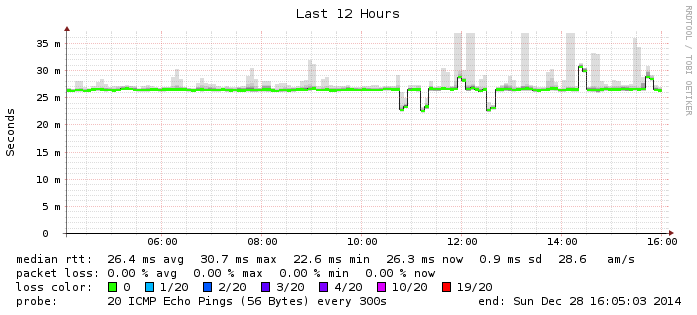 Last 12 Hours
RRDTOOL / TOBI OETIKER
Seconds
35 m
30 m
25 m
20 m
15 m
10 m
5 m
0
06:00 08:00 10:00 12:00 14:00 16:00
median rtt: 26.4 ms avg 30.7 ms max 22.6 ms min 26.3 ms now 0.9 ms sd 28.6 am/s
packet loss: 0.00 % avg 0.00 % max 0.00 % min 0.00 % now
loss color: 0 1/20 2/20 3/20 4/20 10/20 19/20
probe: 20 ICMP Echo Pings (56 Bytes) every 300s end: Sun Dec 28 16:05:03 2014